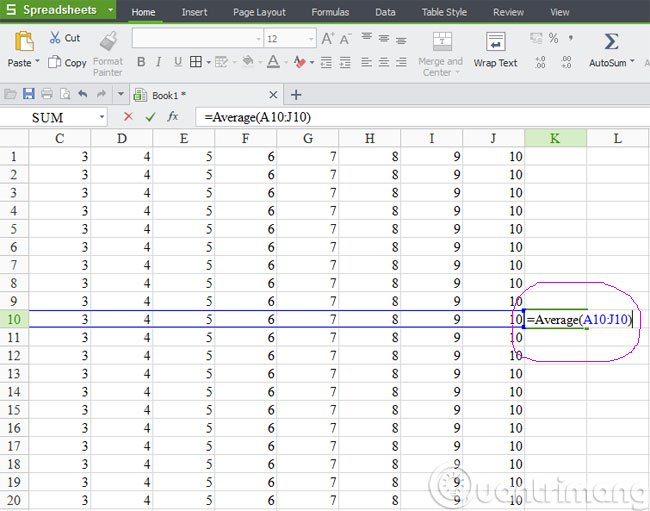 Spreadsheets Home Insert Page Layout Formulas Data Table Style Review View
Cut
12
Paste Copy Format Painter B I U Merge and Center Wrap Text AutoSum
Book1 *
SUM =Average(A10:J10)
C D E F G H I J K L
1 3 4 5 6 7 8 9 10
2 3 4 5 6 7 8 9 10
3 3 4 5 6 7 8 9 10
4 3 4 5 6 7 8 9 10
5 3 4 5 6 7 8 9 10
6 3 4 5 6 7 8 9 10
7 3 4 5 6 7 8 9 10
8 3 4 5 6 7 8 9 10
9 3 4 5 6 7 8 9 10
10 3 4 5 6 7 8 9 10 =Average(A10:J10)
11 3 4 5 6 7 8 9 10
12 3 4 5 6 7 8 9 10
13 3 4 5 6 7 8 9 10
14 3 4 5 6 7 8 9 10
15 3 4 5 6 7 8 9 10
16 3 4 5 6 7 8 9 10
17 3 4 5 6 7 8 9 10
18 3 4 5 6 7 8 9 10
19 3 4 5 6 7 8 9 10
20 3 4 5 6 7 8 9 10
Quantrimang